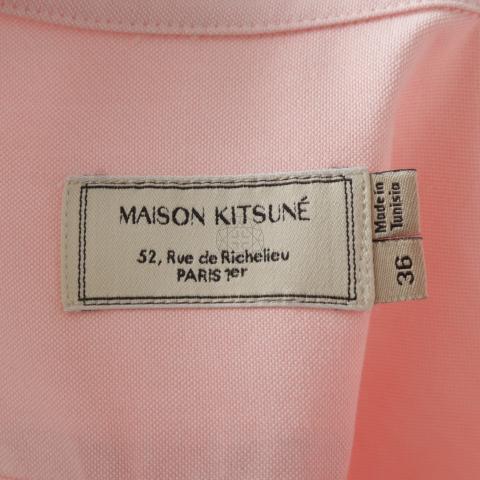 MAISON KITSUNÉ
52, Rue de Richelieu
PARIS 1er
Made in
Tunisia
36